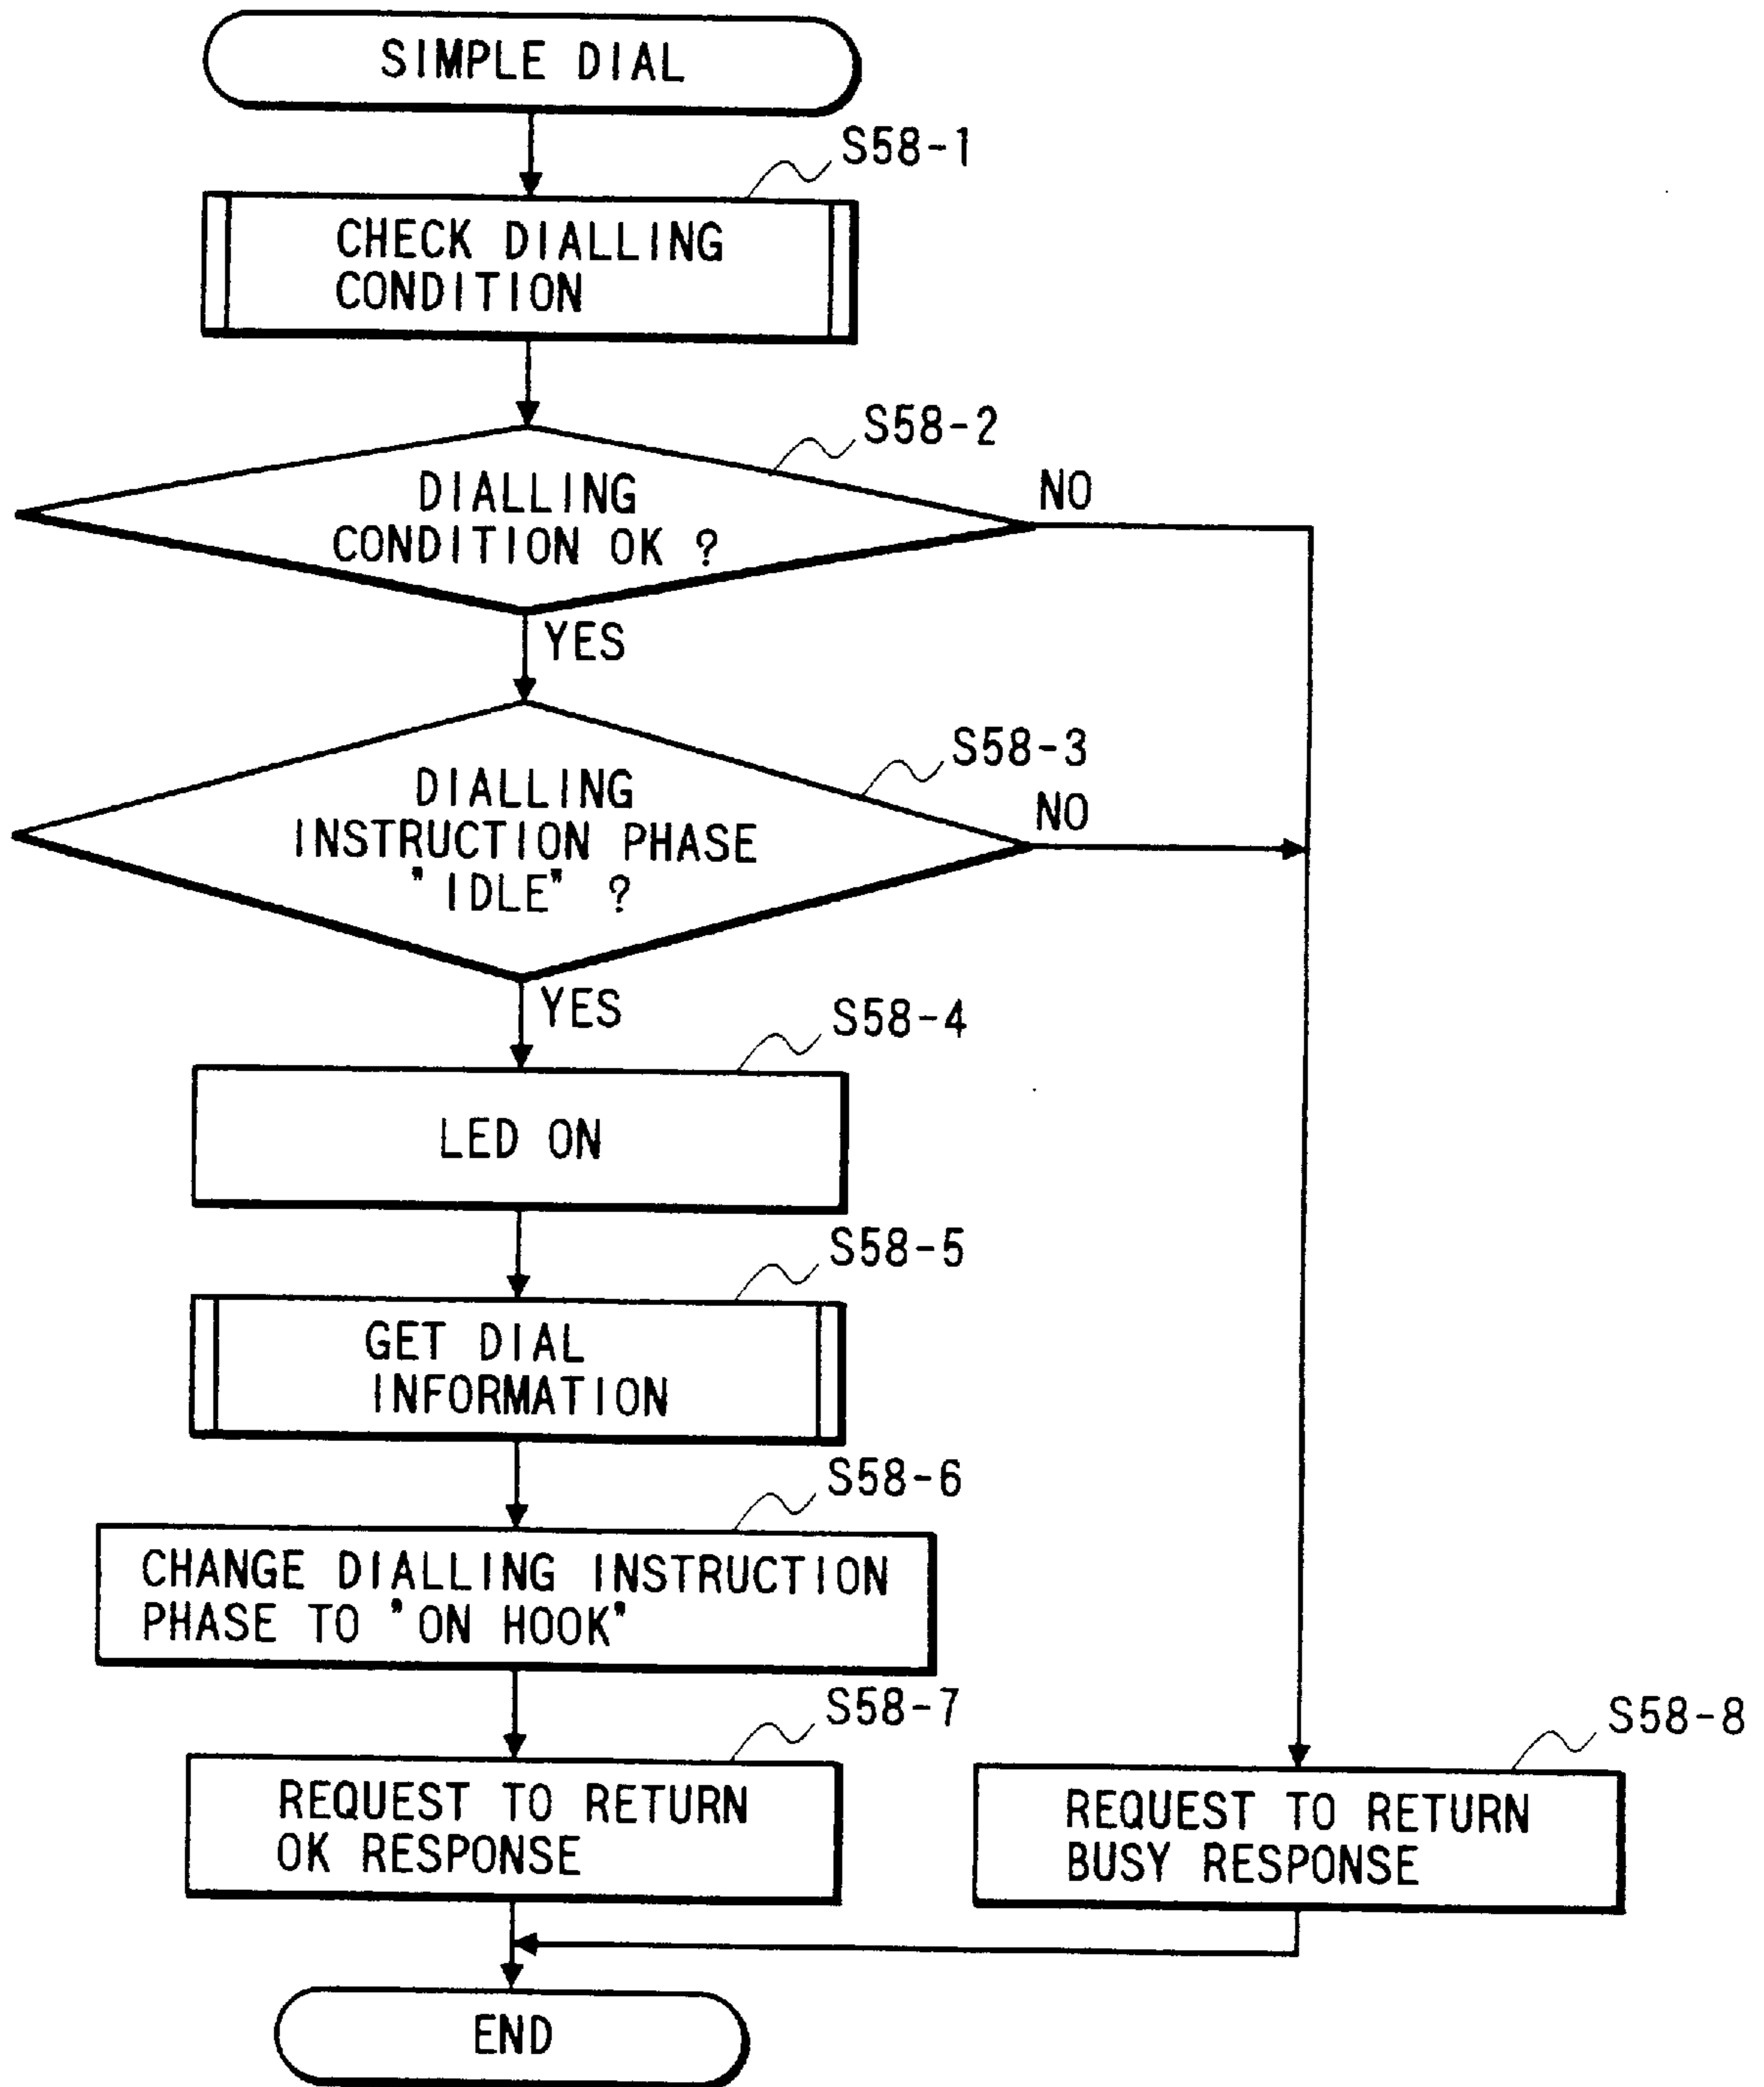 SIMPLE DIAL
S58-1
CHECK DIALLING
CONDITION
S58-2
DIALLING
CONDITION OK ?
NO
YES
S58-3
DIALLING
INSTRUCTION PHASE
"IDLE" ?
NO
YES
S58-4
LED ON
S58-5
GET DIAL
INFORMATION
S58-6
CHANGE DIALLING INSTRUCTION
PHASE TO "ON HOOK"
S58-7
REQUEST TO RETURN
OK RESPONSE
S58-8
REQUEST TO RETURN
BUSY RESPONSE
END